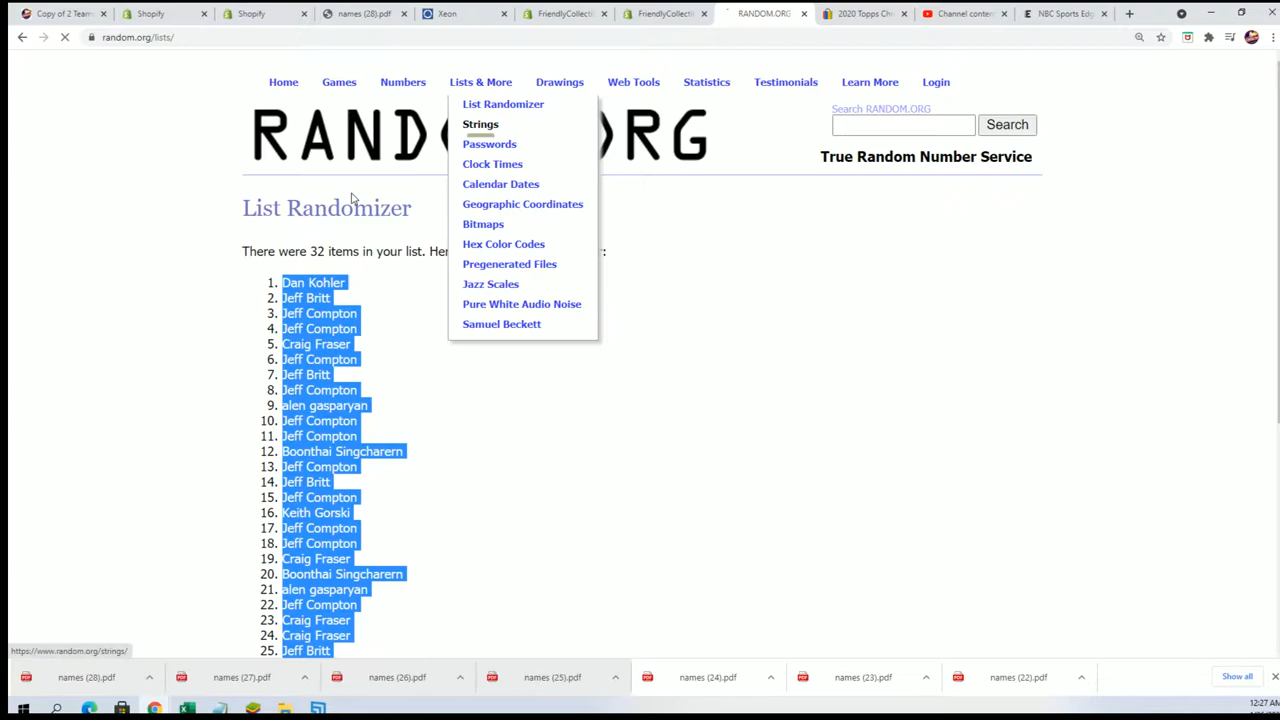 Copy of 2 Team
Shopify
Shopify
names (28).pdf
Xeon
FriendlyCollecti
FriendlyCollecti
RANDOM.ORG
2020 Topps Chr
Channel content
NBC Sports Edg
random.org/lists/
Home
Games
Numbers
Lists & More
Drawings
Web Tools
Statistics
Testimonials
Learn More
Login
List Randomizer
Strings
Passwords
Clock Times
Calendar Dates
Geographic Coordinates
Bitmaps
Hex Color Codes
Pregenerated Files
Jazz Scales
Pure White Audio Noise
Samuel Beckett
RAND ORG
Search RANDOM.ORG
Search
True Random Number Service
List Randomizer
There were 32 items in your list. Her :
1. Dan Kohler
2. Jeff Britt
3. Jeff Compton
4. Jeff Compton
5. Craig Fraser
6. Jeff Compton
7. Jeff Britt
8. Jeff Compton
9. alen gasparyan
10. Jeff Compton
11. Jeff Compton
12. Boonthai Singcharern
13. Jeff Compton
14. Jeff Britt
15. Jeff Compton
16. Keith Gorski
17. Jeff Compton
18. Jeff Compton
19. Craig Fraser
20. Boonthai Singcharern
21. alen gasparyan
22. Jeff Compton
23. Craig Fraser
24. Craig Fraser
25. Jeff Britt
https://www.random.org/strings/
names (28).pdf
names (27).pdf
names (26).pdf
names (25).pdf
names (24).pdf
names (23).pdf
names (22).pdf
Show all
12:27 AM